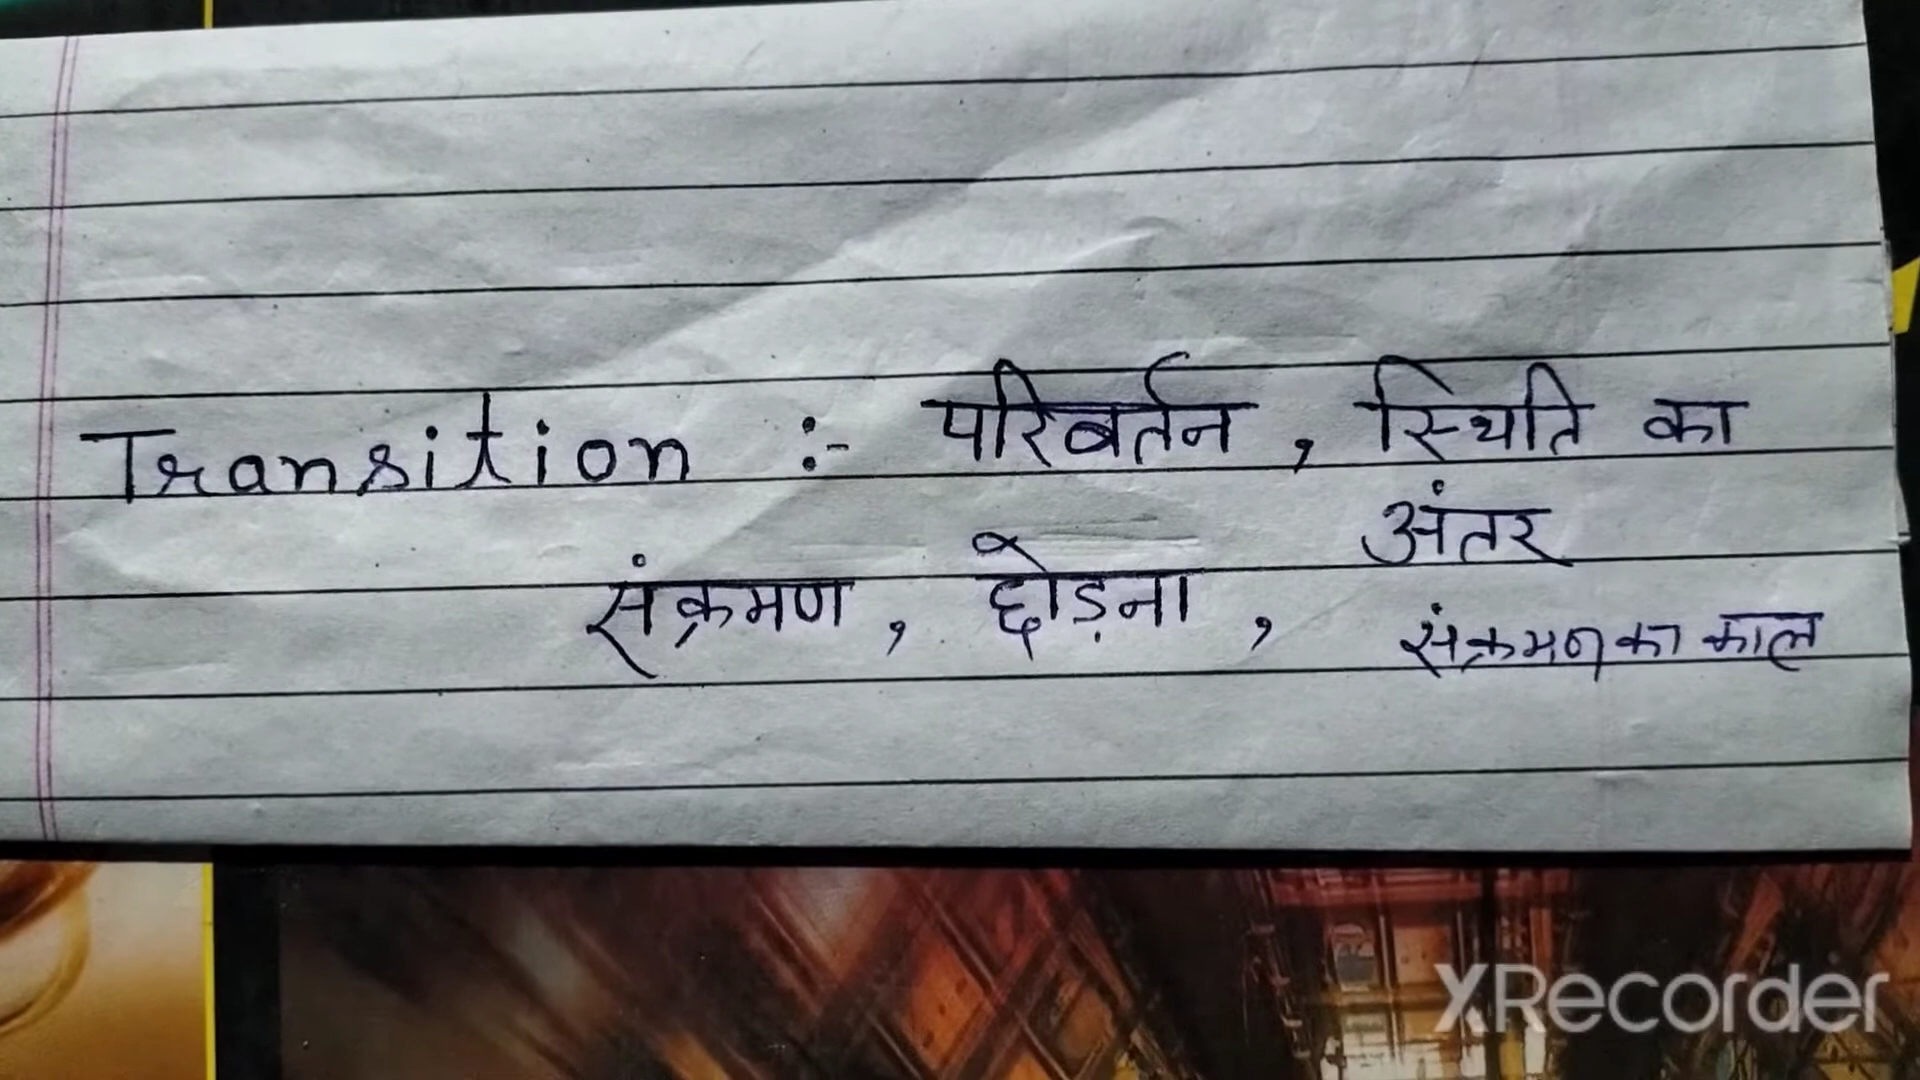 Transition :- परिवर्तन, स्थिति का
अंतर
संक्रमण, छोड़ना, संक्रमण का काल
XRecorder